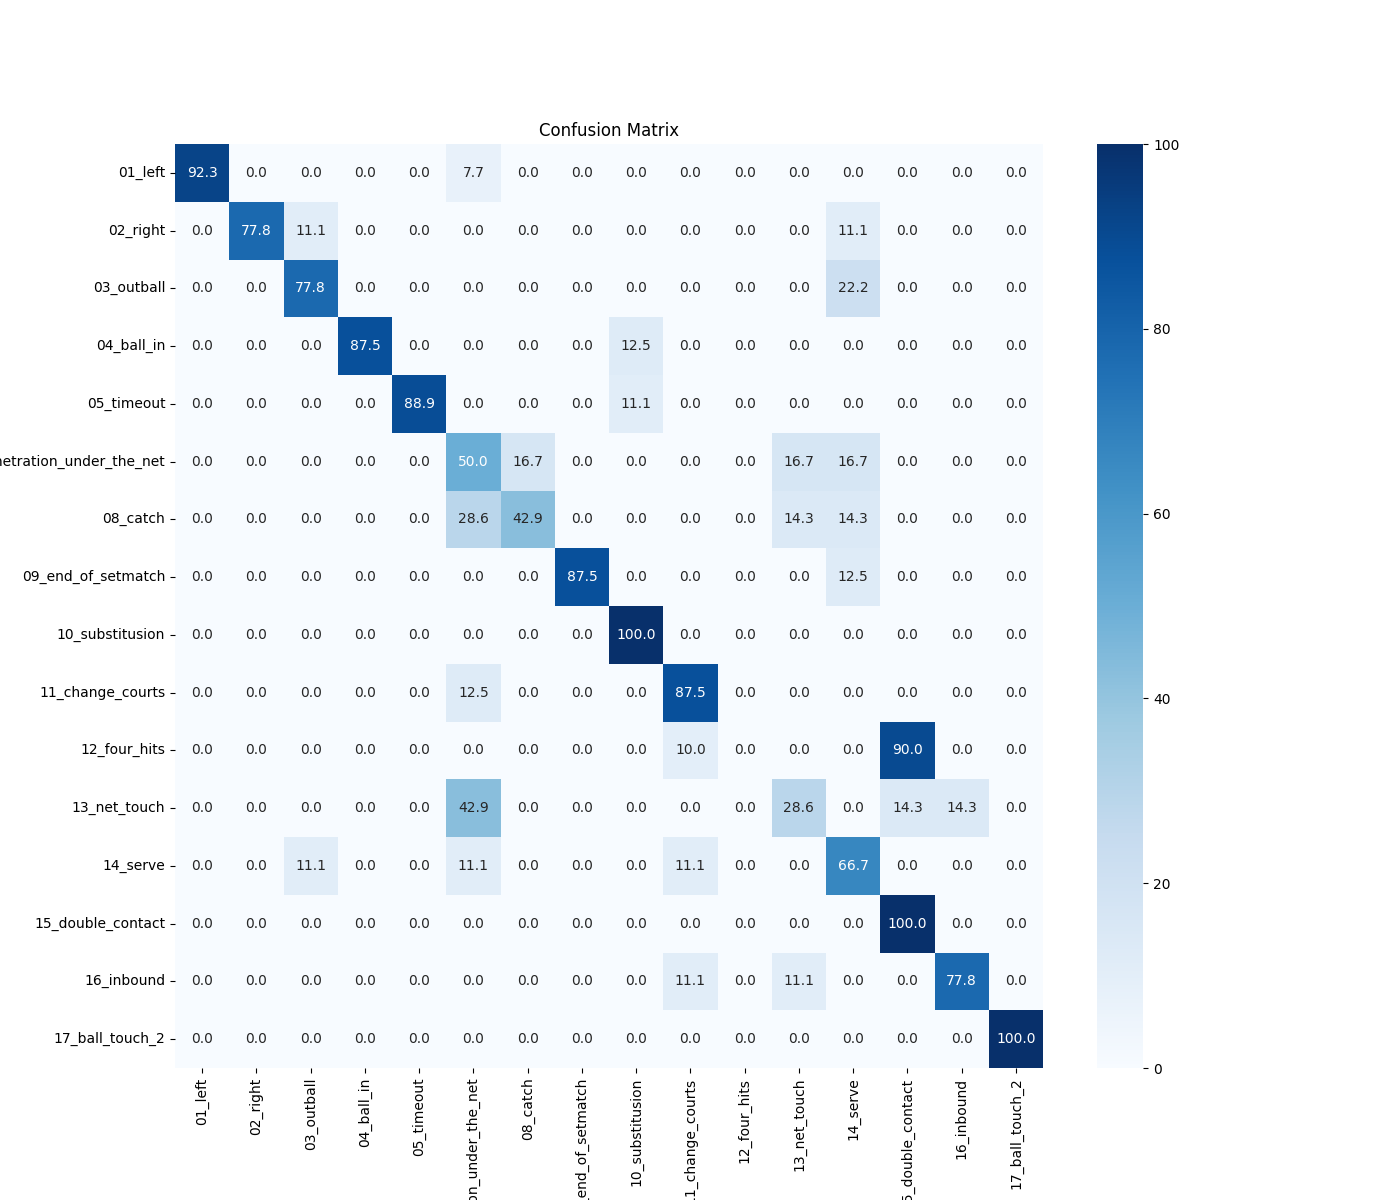 Confusion Matrix
01_left 92.3 0.0 0.0 0.0 0.0 7.7 0.0 0.0 0.0 0.0 0.0 0.0 0.0 0.0 0.0 0.0
02_right 0.0 77.8 11.1 0.0 0.0 0.0 0.0 0.0 0.0 0.0 0.0 0.0 11.1 0.0 0.0 0.0
03_outball 0.0 0.0 77.8 0.0 0.0 0.0 0.0 0.0 0.0 0.0 0.0 0.0 22.2 0.0 0.0 0.0
04_ball_in 0.0 0.0 0.0 87.5 0.0 0.0 0.0 0.0 12.5 0.0 0.0 0.0 0.0 0.0 0.0 0.0
05_timeout 0.0 0.0 0.0 0.0 88.9 0.0 0.0 0.0 11.1 0.0 0.0 0.0 0.0 0.0 0.0 0.0
netration_under_the_net 0.0 0.0 0.0 0.0 0.0 50.0 16.7 0.0 0.0 0.0 0.0 16.7 16.7 0.0 0.0 0.0
08_catch 0.0 0.0 0.0 0.0 0.0 28.6 42.9 0.0 0.0 0.0 0.0 14.3 14.3 0.0 0.0 0.0
09_end_of_setmatch 0.0 0.0 0.0 0.0 0.0 0.0 0.0 87.5 0.0 0.0 0.0 0.0 12.5 0.0 0.0 0.0
10_substitusion 0.0 0.0 0.0 0.0 0.0 0.0 0.0 0.0 100.0 0.0 0.0 0.0 0.0 0.0 0.0 0.0
11_change_courts 0.0 0.0 0.0 0.0 0.0 12.5 0.0 0.0 0.0 87.5 0.0 0.0 0.0 0.0 0.0 0.0
12_four_hits 0.0 0.0 0.0 0.0 0.0 0.0 0.0 0.0 0.0 10.0 0.0 0.0 0.0 90.0 0.0 0.0
13_net_touch 0.0 0.0 0.0 0.0 0.0 42.9 0.0 0.0 0.0 0.0 0.0 28.6 0.0 14.3 14.3 0.0
14_serve 0.0 0.0 11.1 0.0 0.0 11.1 0.0 0.0 0.0 11.1 0.0 0.0 66.7 0.0 0.0 0.0
15_double_contact 0.0 0.0 0.0 0.0 0.0 0.0 0.0 0.0 0.0 0.0 0.0 0.0 0.0 100.0 0.0 0.0
16_inbound 0.0 0.0 0.0 0.0 0.0 0.0 0.0 0.0 0.0 11.1 0.0 11.1 0.0 0.0 77.8 0.0
17_ball_touch_2 0.0 0.0 0.0 0.0 0.0 0.0 0.0 0.0 0.0 0.0 0.0 0.0 0.0 0.0 0.0 100.0
01_left
02_right
03_outball
04_ball_in
05_timeout
on_under_the_net
08_catch
_end_of_setmatch
10_substitusion
11_change_courts
12_four_hits
13_net_touch
14_serve
5_double_contact
16_inbound
17_ball_touch_2
100
80
60
40
20
0